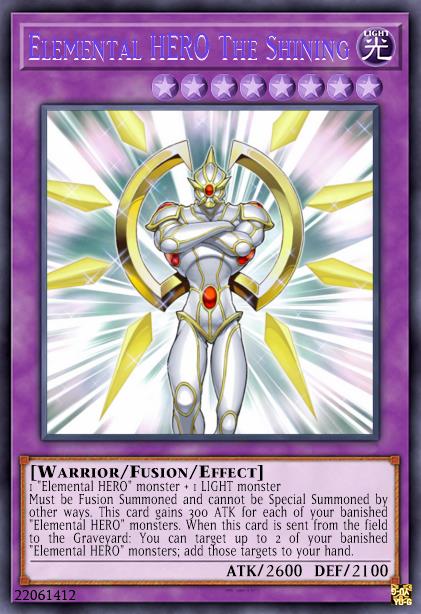 Elemental HERO The Shining
LIGHT
光
[Warrior/Fusion/Effect]
1 "Elemental HERO" monster + 1 LIGHT monster
Must be Fusion Summoned and cannot be Special Summoned by
other ways. This card gains 300 ATK for each of your banished
"Elemental HERO" monsters. When this card is sent from the field
to the Graveyard: You can target up to 2 of your banished
"Elemental HERO" monsters; add those targets to your hand.
ATK/2600 DEF/2100
22061412